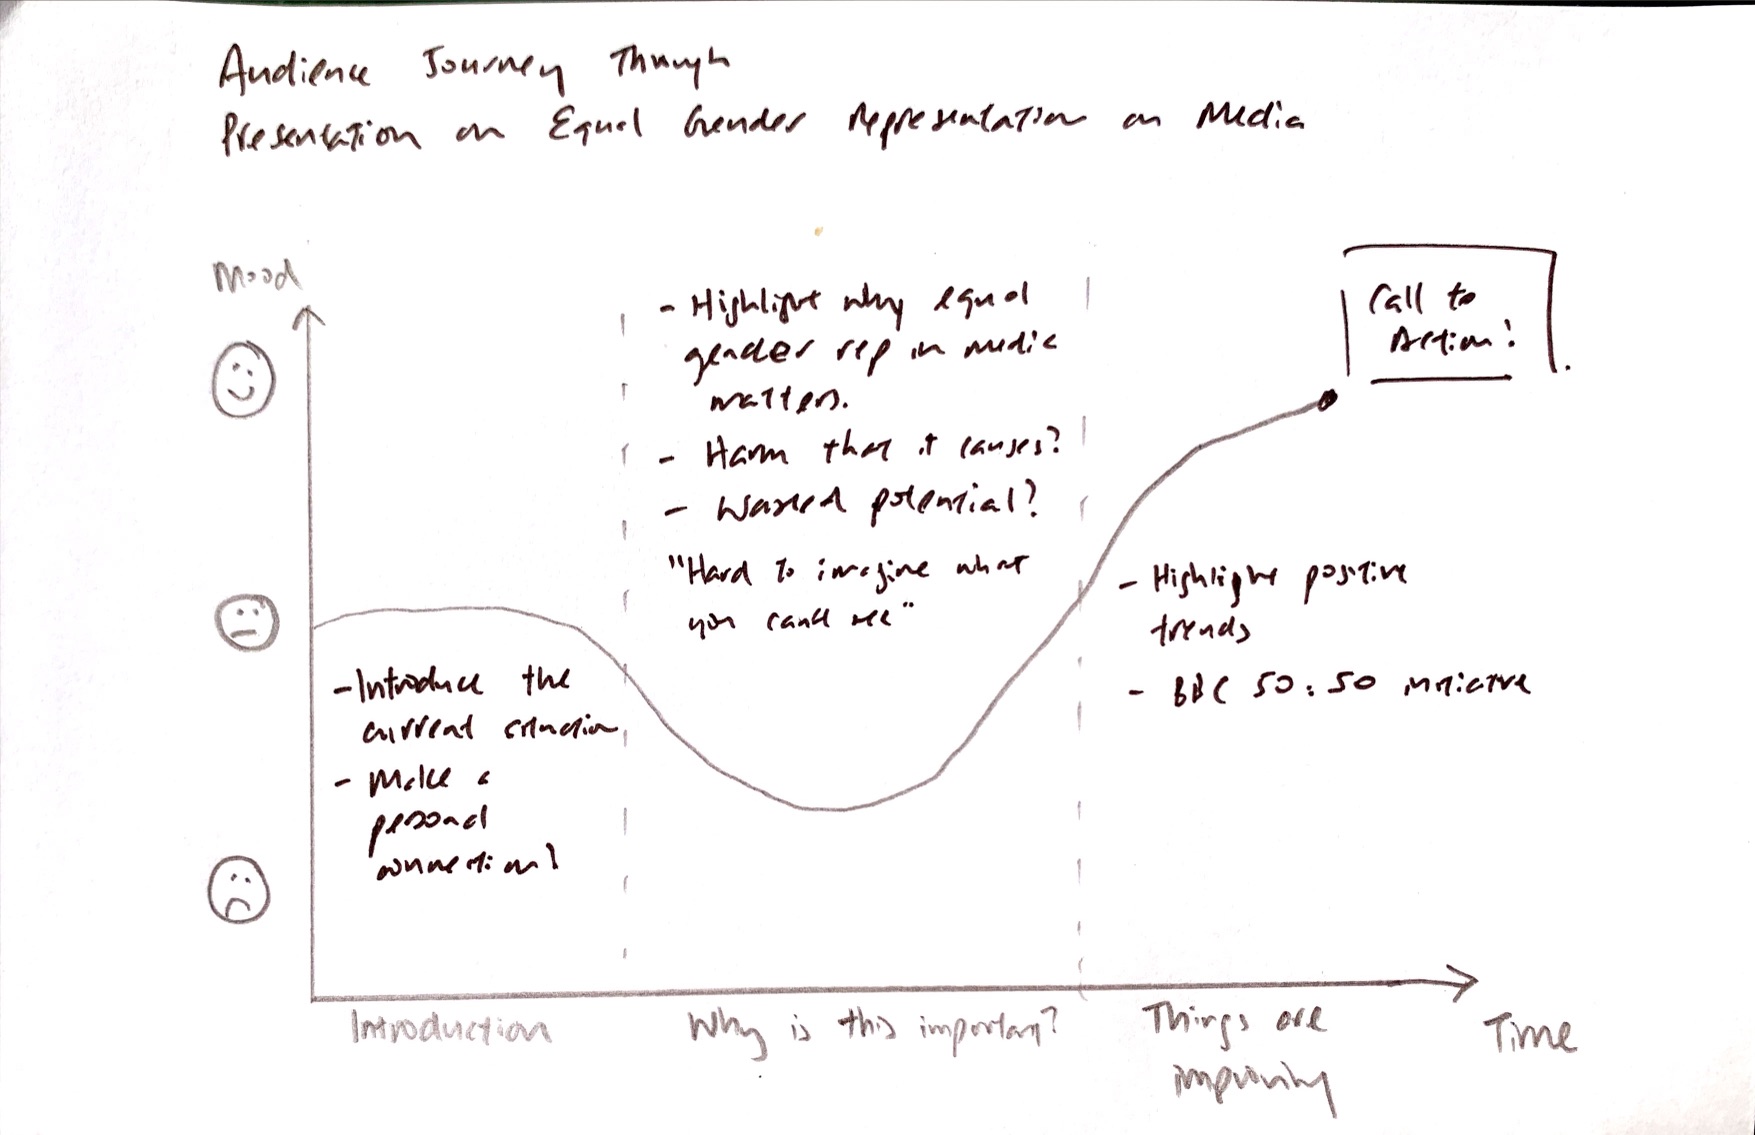 Audience Journey Through
Presentation on Equal Gender Representation on Media
Mood
- Highlight why equal
gender rep in media
matters.
- Harm that it causes?
- Wasted potential?
"Hard to imagine what
you can't see"
Call to
Action!
- Introduce the
current situation
- Make a
personal
connection?
- Highlight positive
trends
- BBC 50:50 initiative
Introduction
Why is this important?
Things are
improving
Time